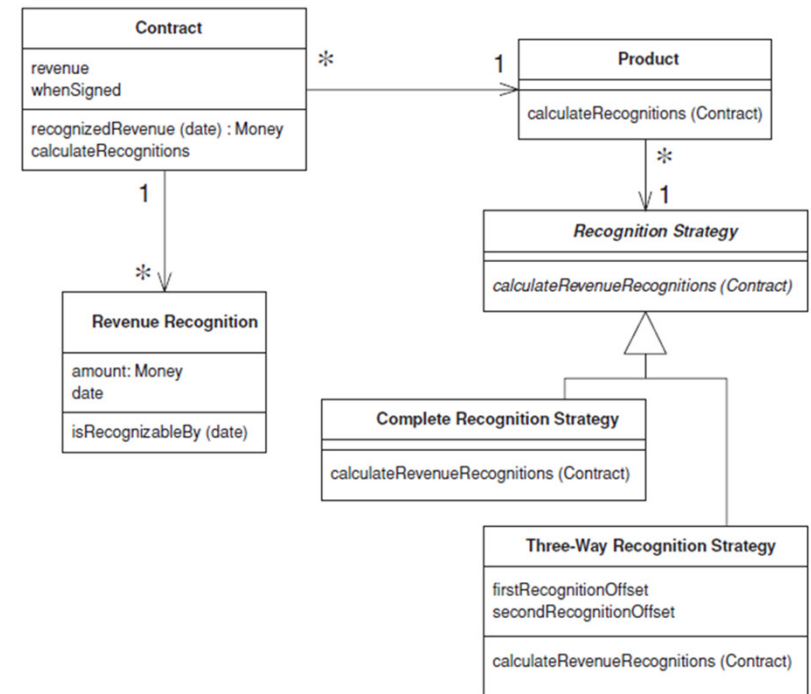 Contract
revenue
whenSigned
recognizedRevenue (date) : Money
calculateRecognitions
*
1
Product
calculateRecognitions (Contract)
*
1
Recognition Strategy
calculateRevenueRecognitions (Contract)
1
*
Revenue Recognition
amount: Money
date
isRecognizableBy (date)
Complete Recognition Strategy
calculateRevenueRecognitions (Contract)
Three-Way Recognition Strategy
firstRecognitionOffset
secondRecognitionOffset
calculateRevenueRecognitions (Contract)